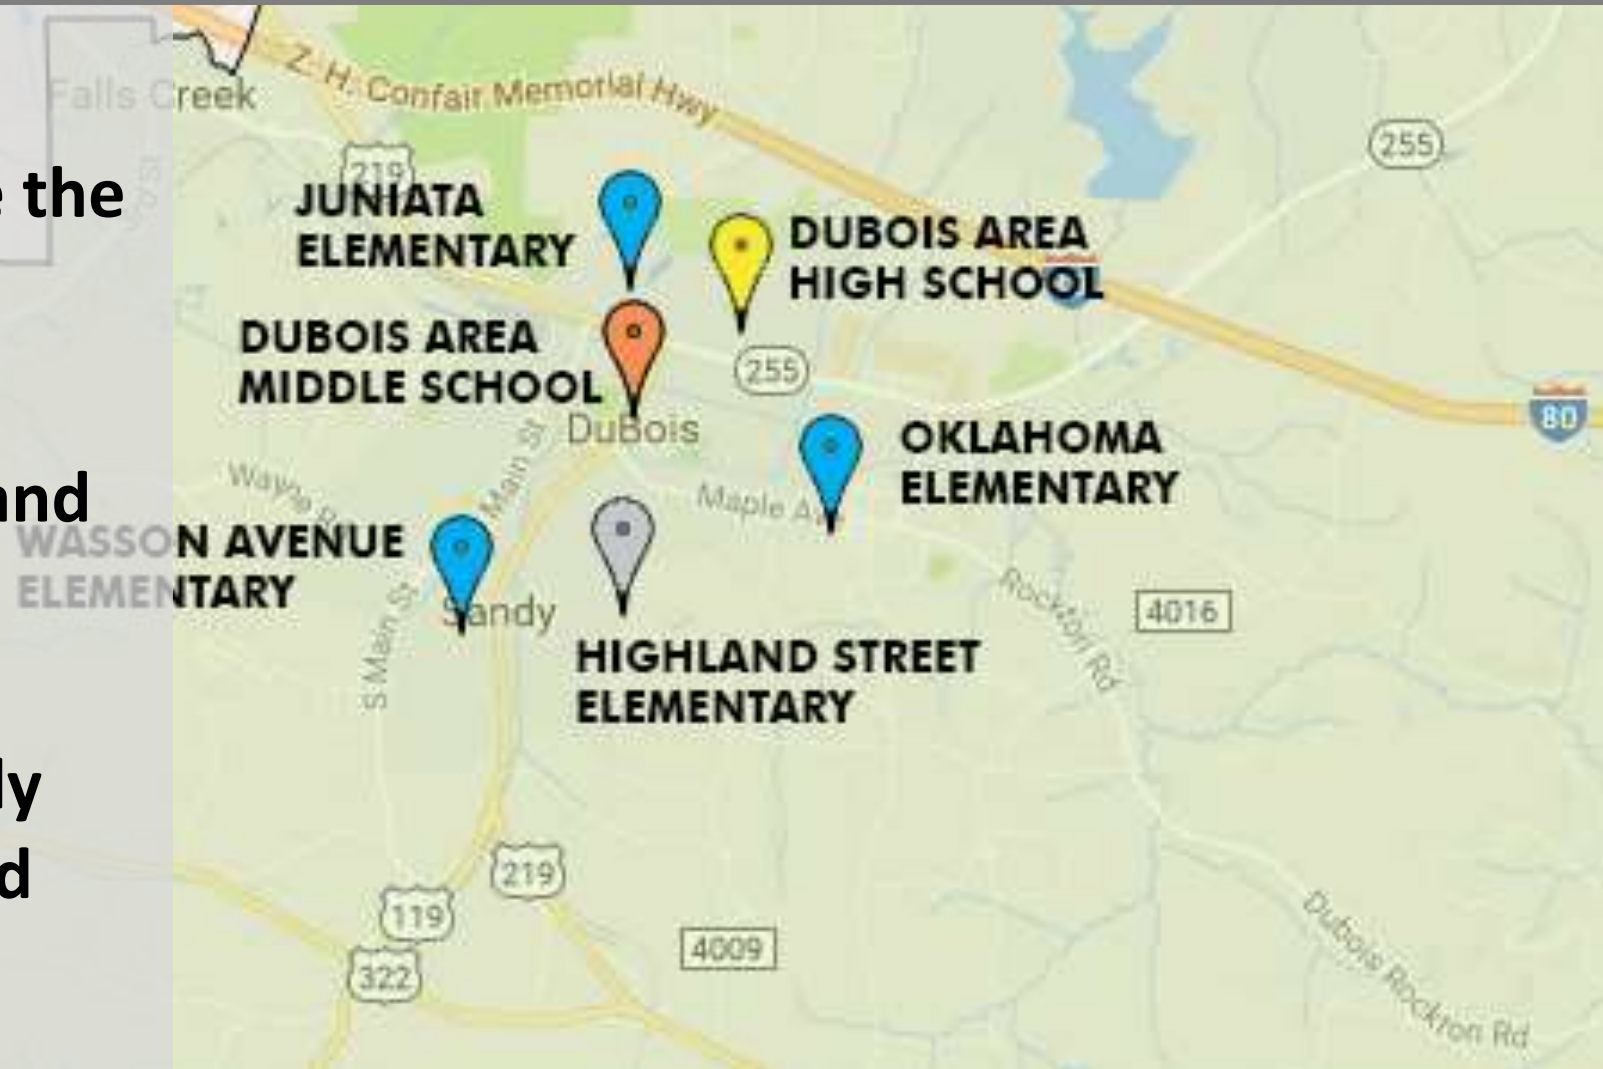 Z. H. Confair Memorial Hwy
Falls Creek
255
219
the
JUNIATA
ELEMENTARY
DUBOIS AREA
HIGH SCHOOL
DUBOIS AREA
MIDDLE SCHOOL
255
80
DuBois
OKLAHOMA
ELEMENTARY
Main St
Wayne Rd
Maple Ave
and
WASSON AVENUE
ELEMENTARY
Sandy
S Main St
Rockton Rd
4016
HIGHLAND STREET
ELEMENTARY
ly
d
219
119
322
4009
Dubois Rockton Rd